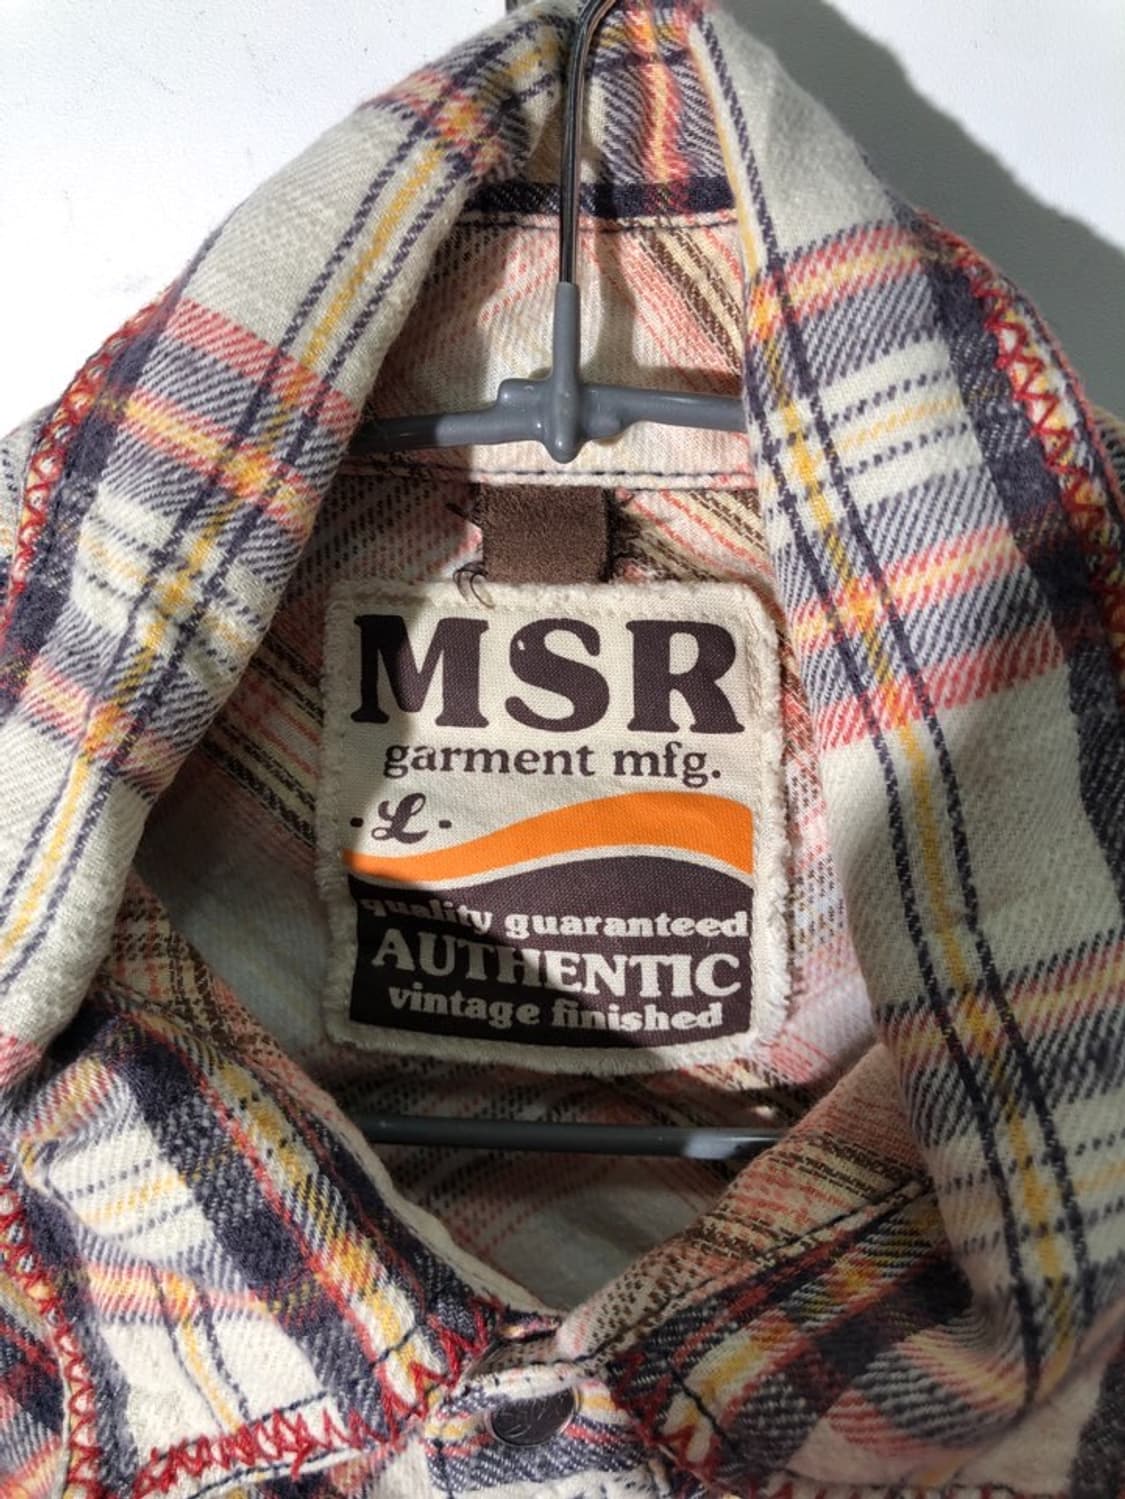 MSR
garment mfg.
·L·
quality guaranteed
AUTHENTIC
vintage finished